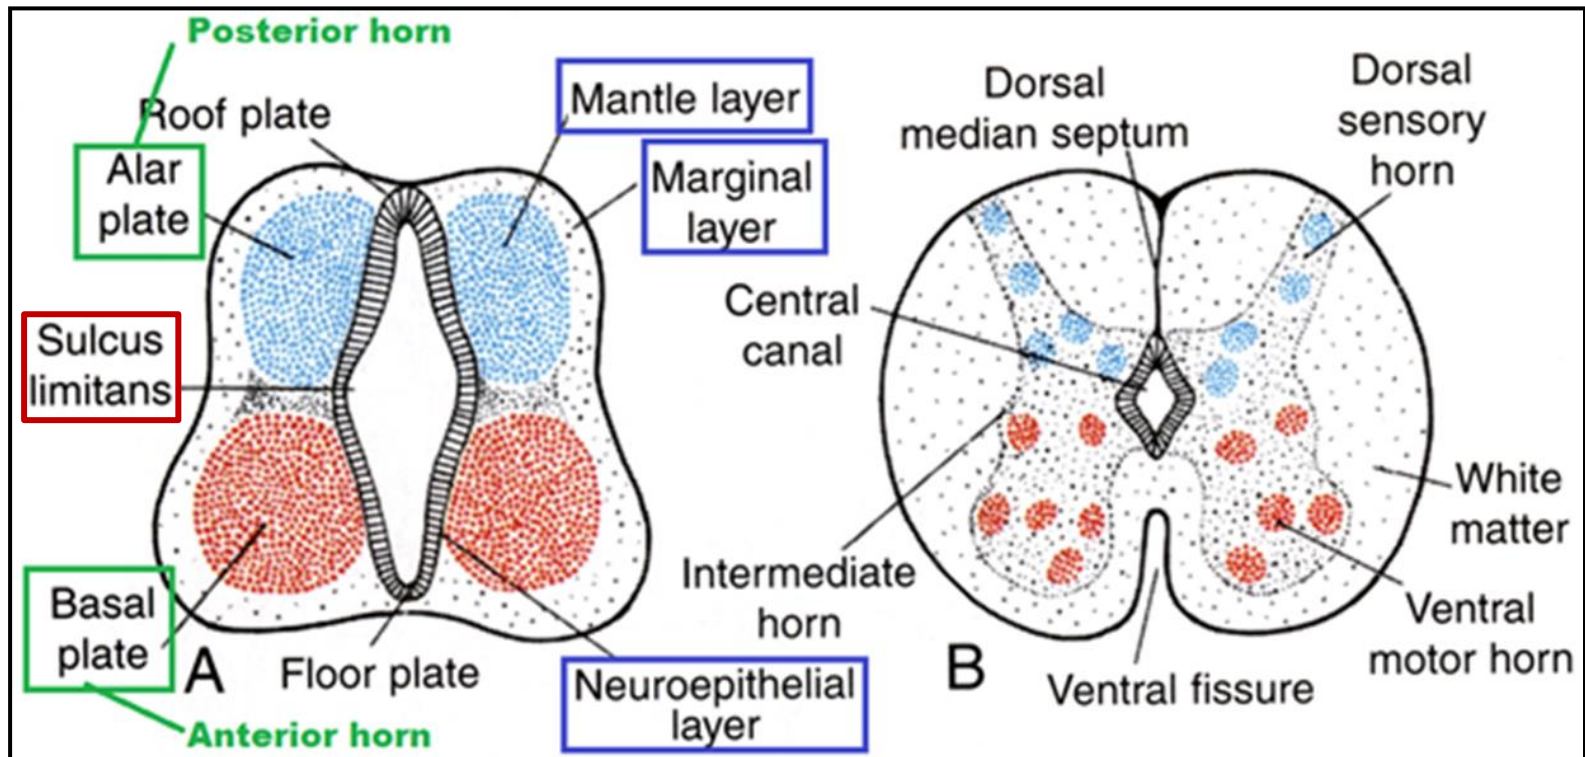 Posterior horn
Roof plate
Alar
plate
Mantle layer
Marginal
layer
Sulcus
limitans
Basal
plate
A
Floor plate
Neuroepithelial
layer
Anterior horn
Dorsal
median septum
Dorsal
sensory
horn
Central
canal
White
matter
Intermediate
horn
B
Ventral
motor horn
Ventral fissure